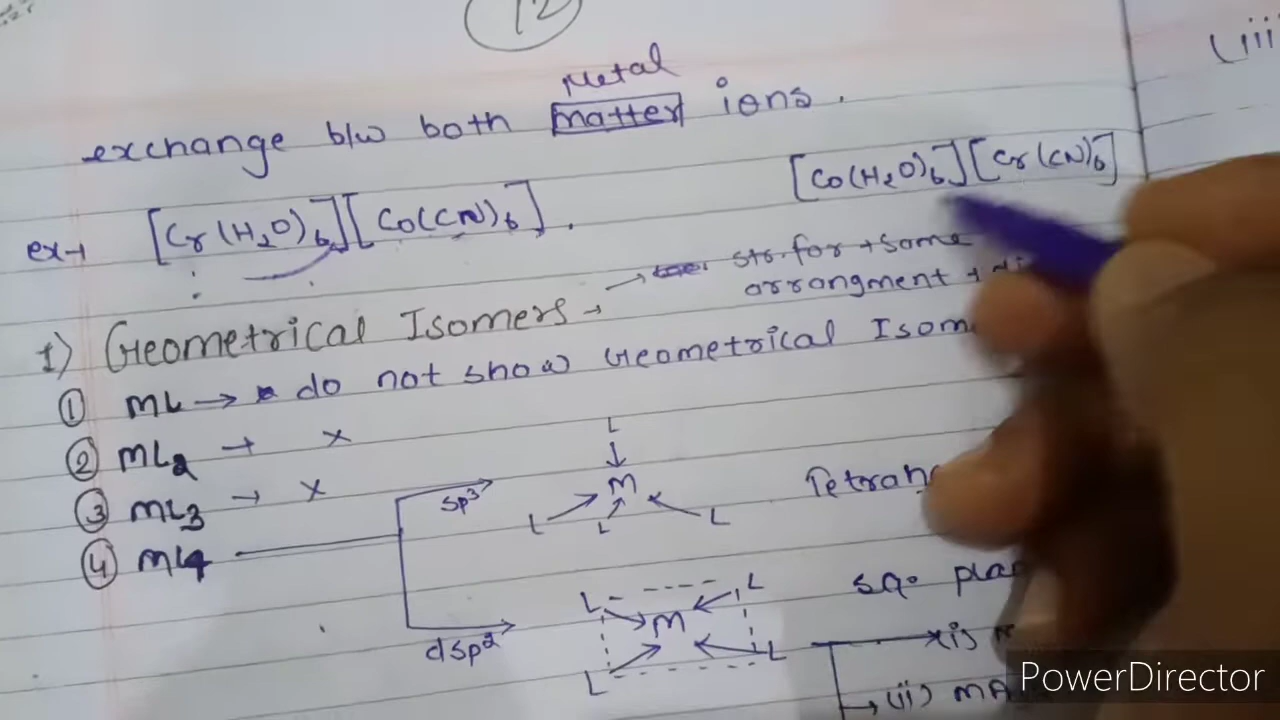 12
Metal
exchange b/w both matter ions.
(iii
ex→ [Cr(H2O)6][Co(CN)6]. [Co(H2O)6][Cr(CN)6]
1) Geometrical Isomers → → str. for + same
arrangment +
① ML → do not show Geometrical Isom
② ML2 → x
③ ML3 → x
④ ML4
sp3
L
M
L L L
Tetrahe
dsp2
L L
M
L L
sq. plan
(i)
(ii) MA
PowerDirector